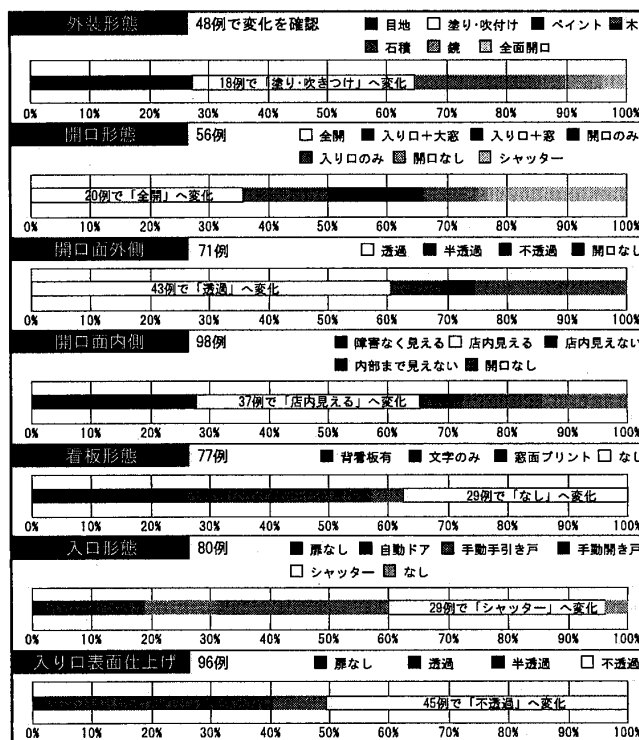 外装形態 48例で変化を確認 目地 塗り・吹付け ペイント 木
石積 鏡 全面開口
18例で「塗り・吹きつけ」へ変化
0% 10% 20% 30% 40% 50% 60% 70% 80% 90% 100%
開口形態 56例 全開 入り口＋大窓 入り口＋窓 開口のみ
入り口のみ 開口なし シャッター
20例で「全開」へ変化
0% 10% 20% 30% 40% 50% 60% 70% 80% 90% 100%
開口面外側 71例 透過 半透過 不透過 開口なし
43例で「透過」へ変化
0% 10% 20% 30% 40% 50% 60% 70% 80% 90% 100%
開口面内側 98例 障害なく見える 店内見える 店内見えない
内部まで見えない 開口なし
37例で「店内見える」へ変化
0% 10% 20% 30% 40% 50% 60% 70% 80% 90% 100%
看板形態 77例 背看板有 文字のみ 窓面プリント なし
29例で「なし」へ変化
0% 10% 20% 30% 40% 50% 60% 70% 80% 90% 100%
入口形態 80例 扉なし 自動ドア 手動手引き戸 手動開き戸
シャッター なし
29例で「シャッター」へ変化
0% 10% 20% 30% 40% 50% 60% 70% 80% 90% 100%
入り口表面仕上げ 96例 扉なし 透過 半透過 不透過
45例で「不透過」へ変化
0% 10% 20% 30% 40% 50% 60% 70% 80% 90% 100%